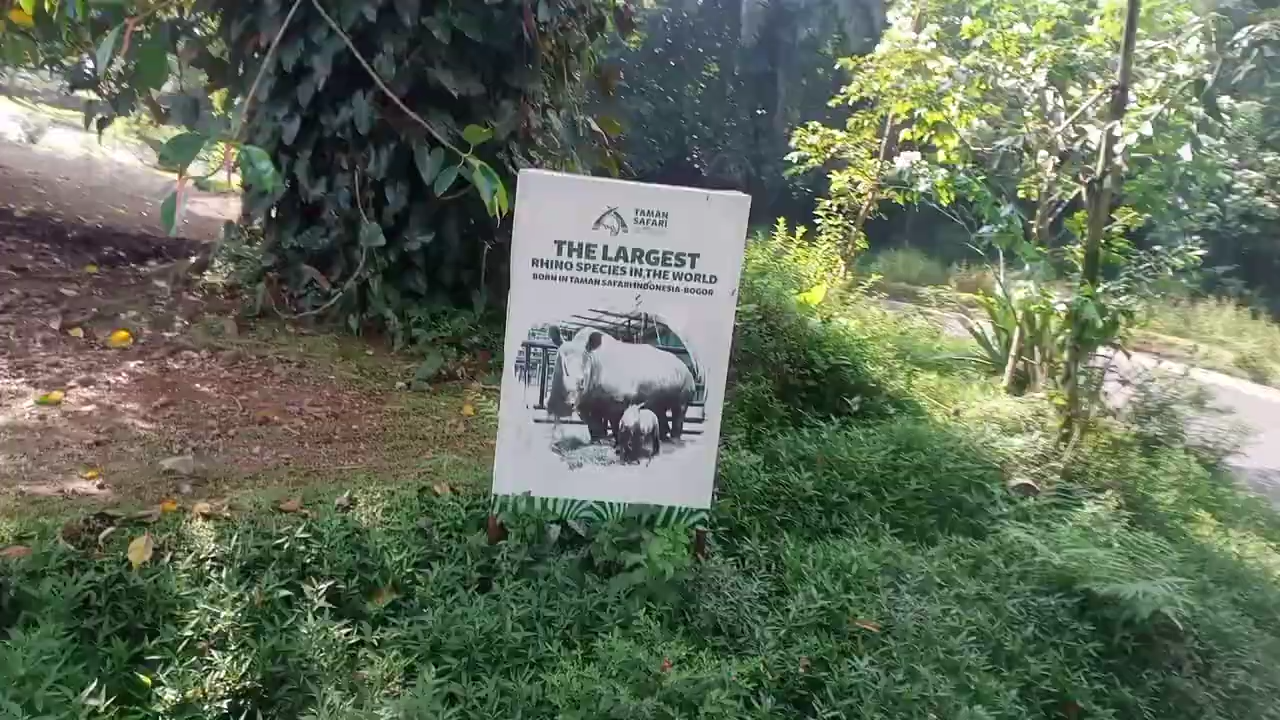 TAMAN
SAFARI
THE LARGEST
RHINO SPECIES IN THE WORLD
BORN IN TAMAN SAFARI INDONESIA-BOGOR